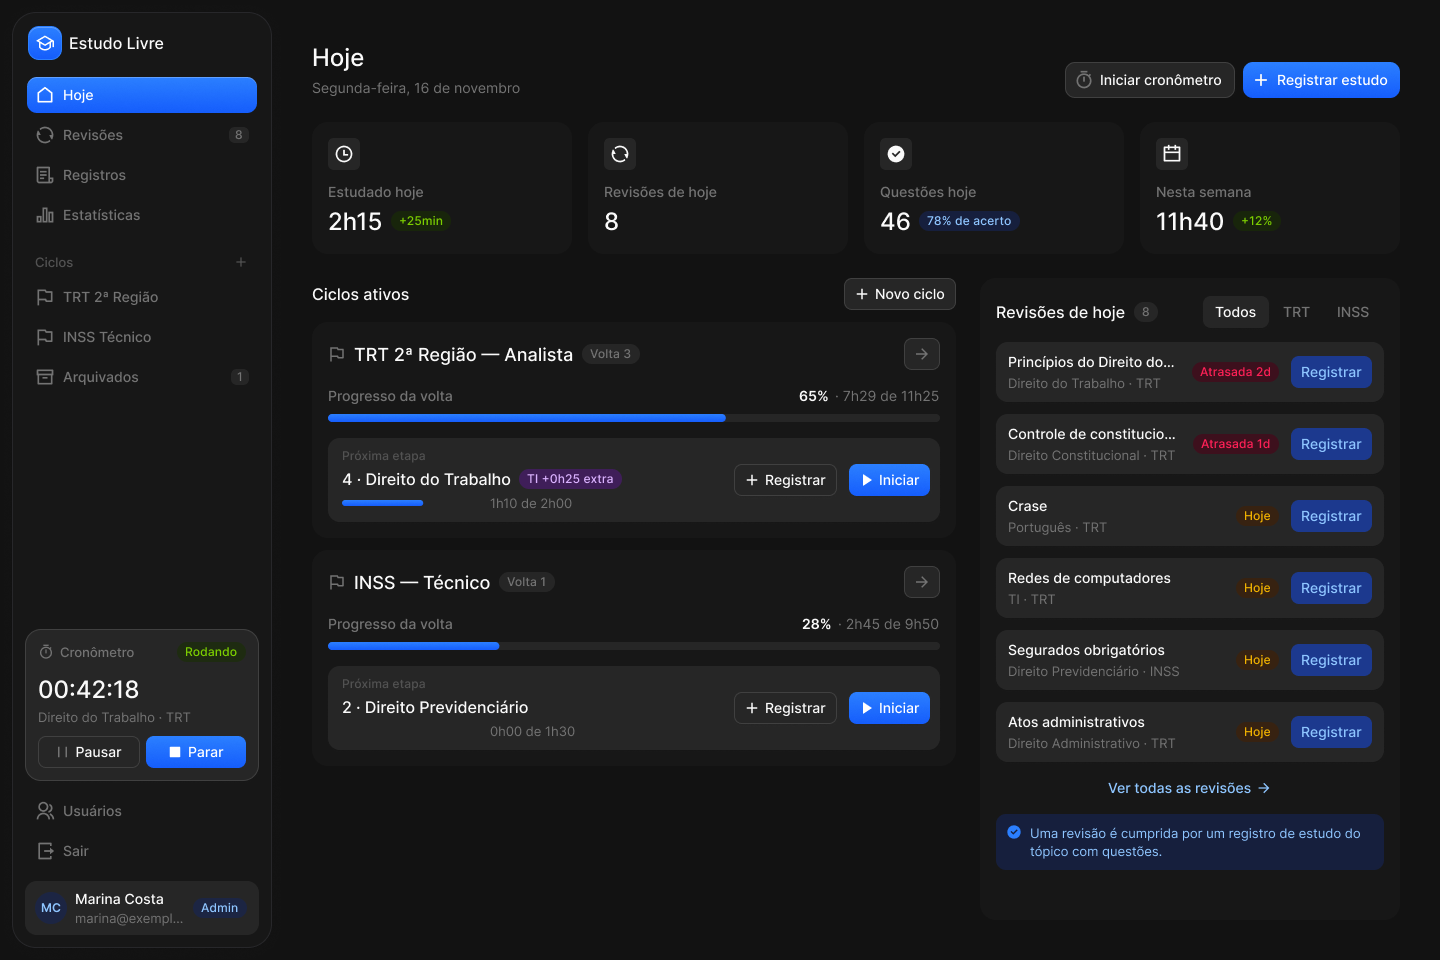 Estudo Livre
Hoje
Revisões 8
Registros
Estatísticas
Ciclos
TRT 2ª Região
INSS Técnico
Arquivados 1
Cronômetro Rodando
00:42:18
Direito do Trabalho · TRT
Pausar Parar
Usuários
Sair
MC Marina Costa Admin
marina@exempl...
Hoje
Segunda-feira, 16 de novembro
Iniciar cronômetro + Registrar estudo
Estudado hoje
2h15 +25min
Revisões de hoje
8
Questões hoje
46 78% de acerto
Nesta semana
11h40 +12%
Ciclos ativos + Novo ciclo
TRT 2ª Região — Analista Volta 3
Progresso da volta 65% · 7h29 de 11h25
Próxima etapa
4 · Direito do Trabalho TI +0h25 extra
1h10 de 2h00
+ Registrar Iniciar
INSS — Técnico Volta 1
Progresso da volta 28% · 2h45 de 9h50
Próxima etapa
2 · Direito Previdenciário
0h00 de 1h30
+ Registrar Iniciar
Revisões de hoje 8 Todos TRT INSS
Princípios do Direito do... Atrasada 2d Registrar
Direito do Trabalho · TRT
Controle de constitucio... Atrasada 1d Registrar
Direito Constitucional · TRT
Crase Hoje Registrar
Português · TRT
Redes de computadores Hoje Registrar
TI · TRT
Segurados obrigatórios Hoje Registrar
Direito Previdenciário · INSS
Atos administrativos Hoje Registrar
Direito Administrativo · TRT
Ver todas as revisões →
Uma revisão é cumprida por um registro de estudo do
tópico com questões.